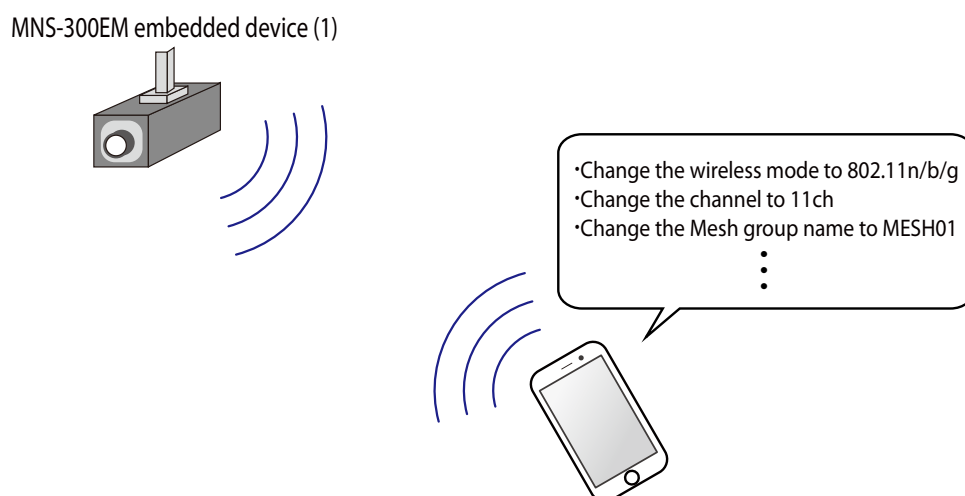 MNS-300EM embedded device (1)
・Change the wireless mode to 802.11n/b/g
・Change the channel to 11ch
・Change the Mesh group name to MESH01